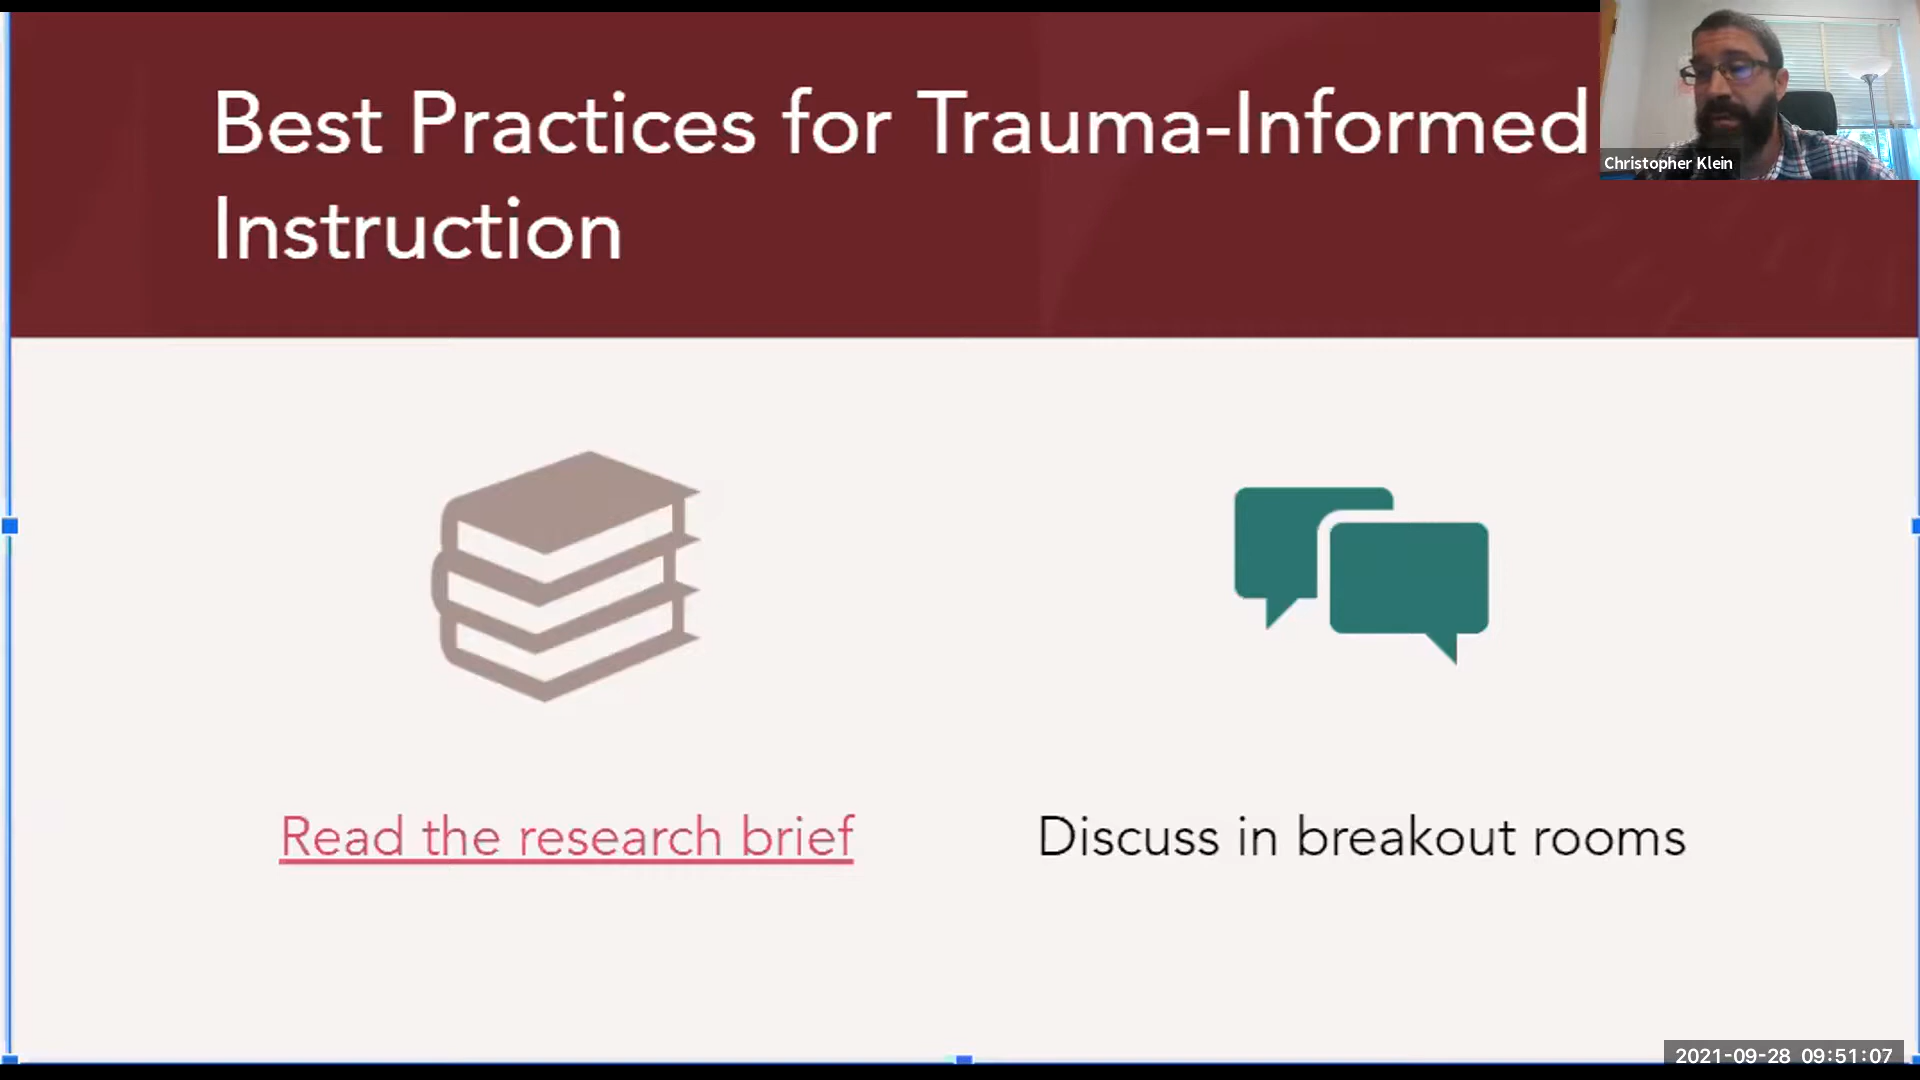 Best Practices for Trauma-Informed
Instruction
Christopher Klein
Read the research brief
Discuss in breakout rooms
2021-09-28 09:51:07